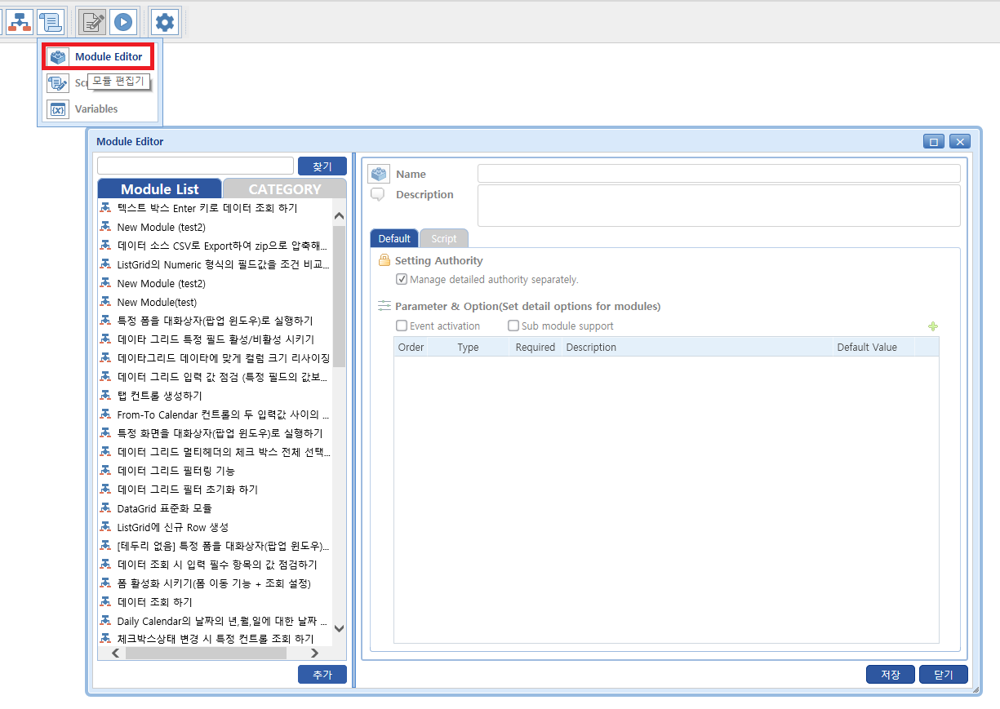 Module Editor
Sc
모듈 편집기
Variables
Module Editor
찾기
Module List
CATEGORY
텍스트 박스 Enter 키로 데이터 조회 하기
New Module (test2)
데이터 소스 CSV로 Export하여 zip으로 압축해...
ListGrid의 Numeric 형식의 필드값을 조건 비교...
New Module (test2)
New Module(test)
특정 폼을 대화상자(팝업 윈도우)로 실행하기
데이타 그리드 특정 필드 활성/비활성 시키기
데이타그리드 데이타에 맞게 컬럼 크기 리사이징
데이터 그리드 입력 값 점검 (특정 필드의 값보...
탭 컨트롤 생성하기
From-To Calendar 컨트롤의 두 입력값 사이의 ...
특정 화면을 대화상자(팝업 윈도우)로 실행하기
데이터 그리드 멀티헤더의 체크 박스 전체 선택...
데이터 그리드 필터링 기능
데이터 그리드 필터 초기화 하기
DataGrid 표준화 모듈
ListGrid에 신규 Row 생성
[테두리 없음] 특정 폼을 대화상자(팝업 윈도우)...
데이터 조회 시 입력 필수 항목의 값 점검하기
폼 활성화 시키기(폼 이동 기능 + 조회 설정)
데이터 조회 하기
Daily Calendar의 날짜의 년,월,일에 대한 날짜 ...
체크박스상태 변경 시 특정 컨트롤 조회 하기
추가
Name
Description
Default
Script
Setting Authority
Manage detailed authority separately.
Parameter & Option(Set detail options for modules)
Event activation
Sub module support
Order Type Required Description Default Value
저장
닫기